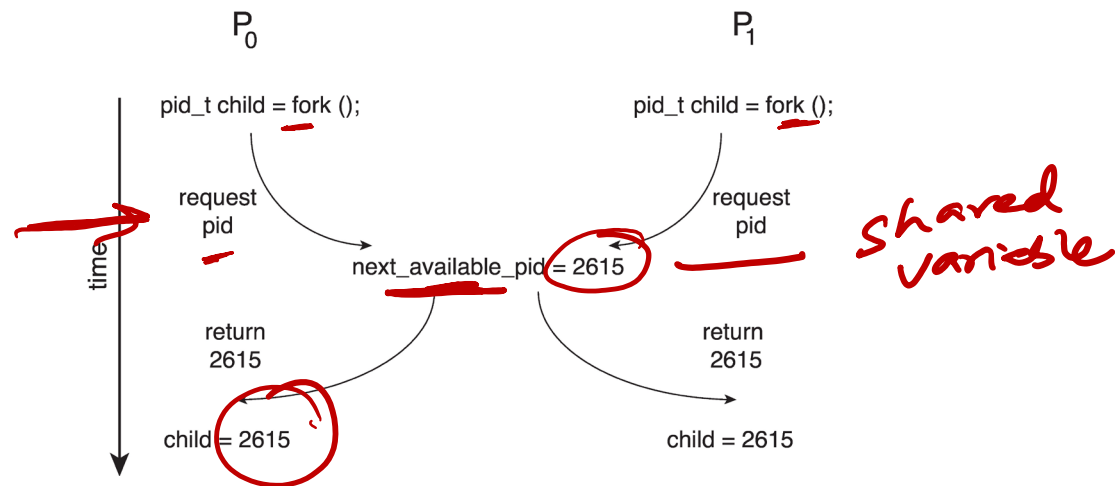 P0
P1
pid_t child = fork ();
pid_t child = fork ();
request
pid
request
pid
shared
variable
time
next_available_pid = 2615
return
2615
return
2615
child = 2615
child = 2615